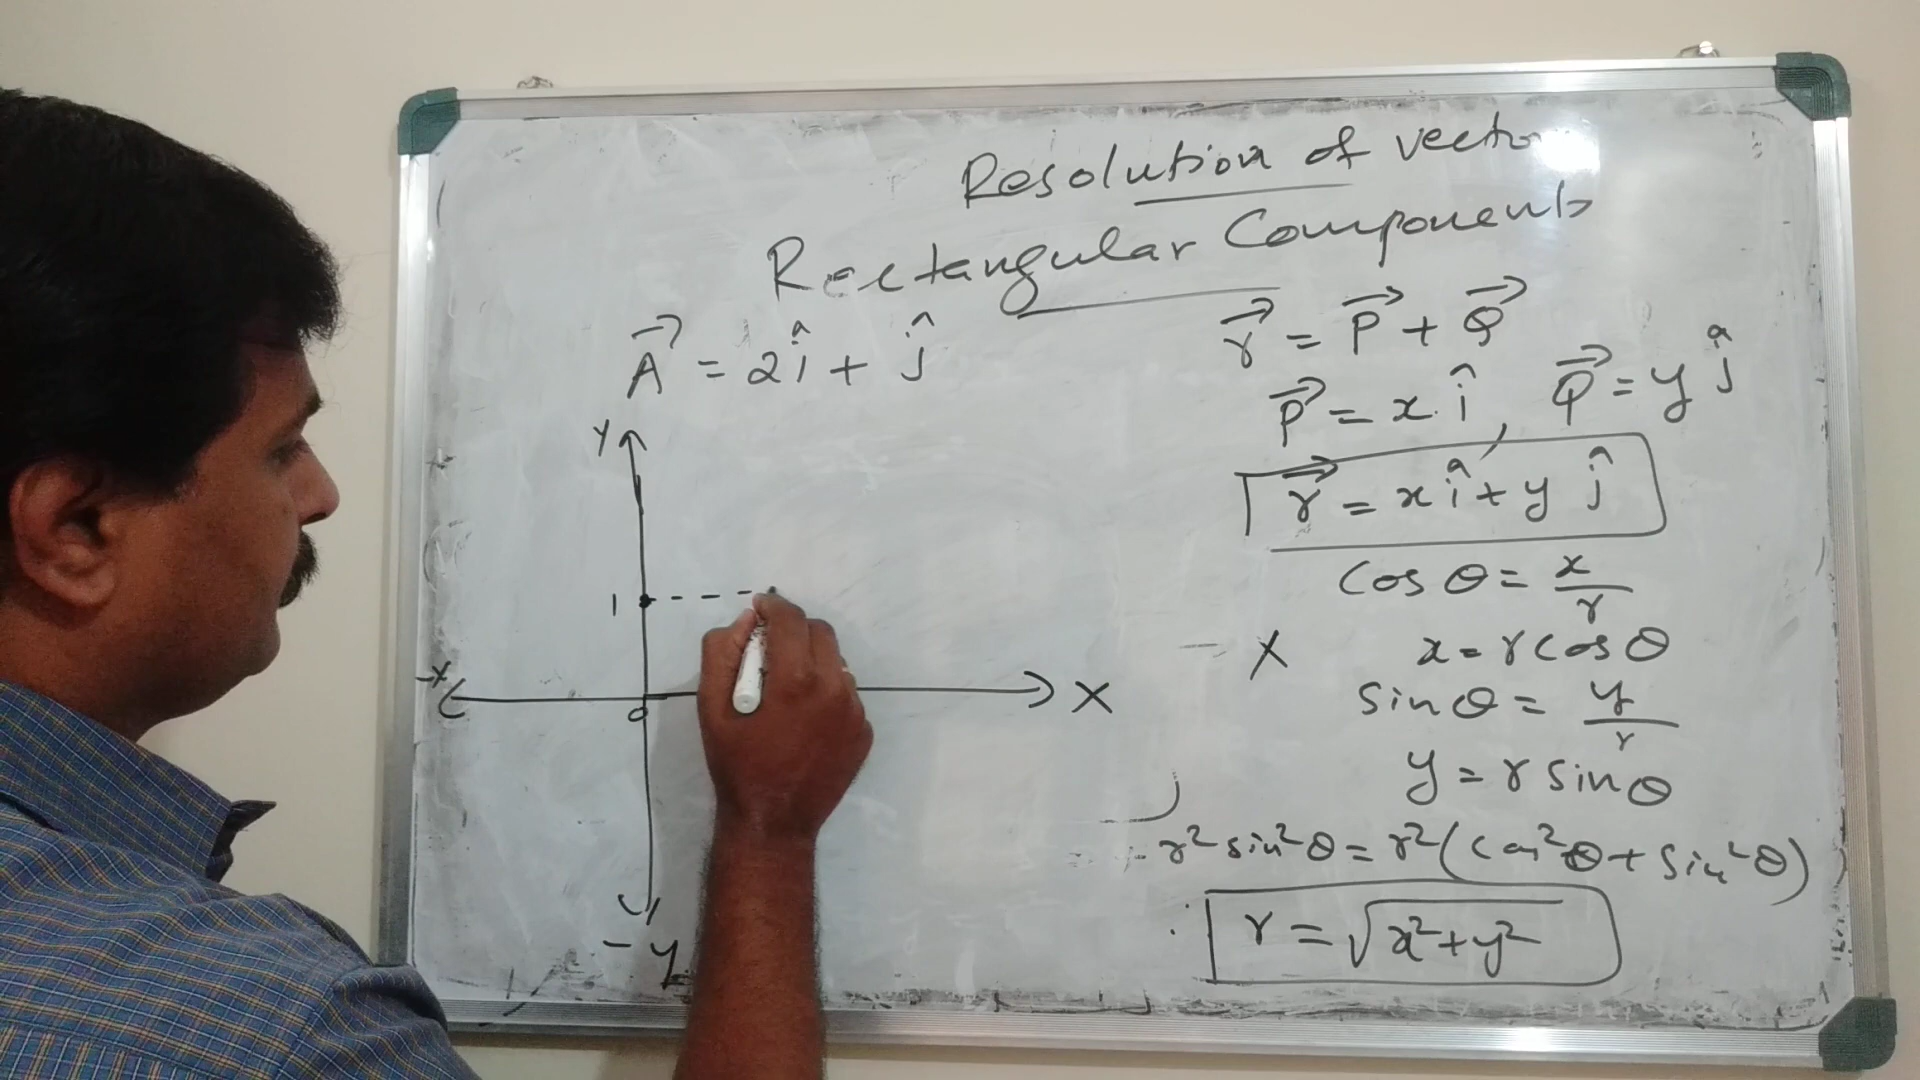 Resolution of vector
Rectangular Components
A⃗ = 2î + ĵ
r⃗ = P⃗ + Q⃗
P⃗ = x î, Q⃗ = y ĵ
r⃗ = x î + y ĵ
Cos θ = x/r
x = r cos θ
Sin θ = y/r
y = r sin θ
r² sin² θ = r² (cos² θ + Sin² θ)
r = √x² + y²
Y
1
-X
0
X
- X
-Y